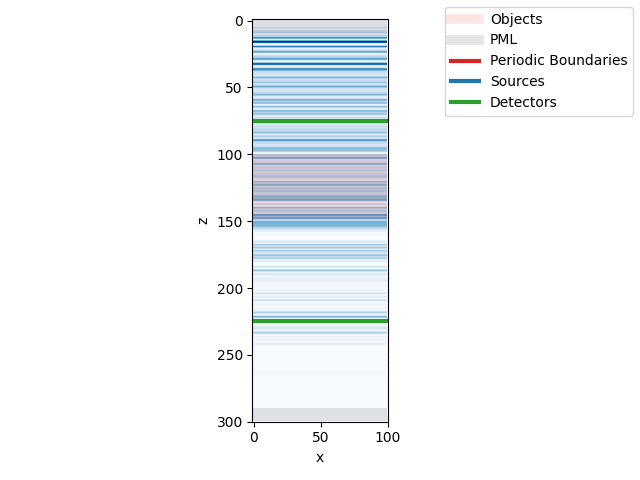 Objects
PML
Periodic Boundaries
Sources
Detectors
0
50
100
150
200
250
300
z
0 50 100
x